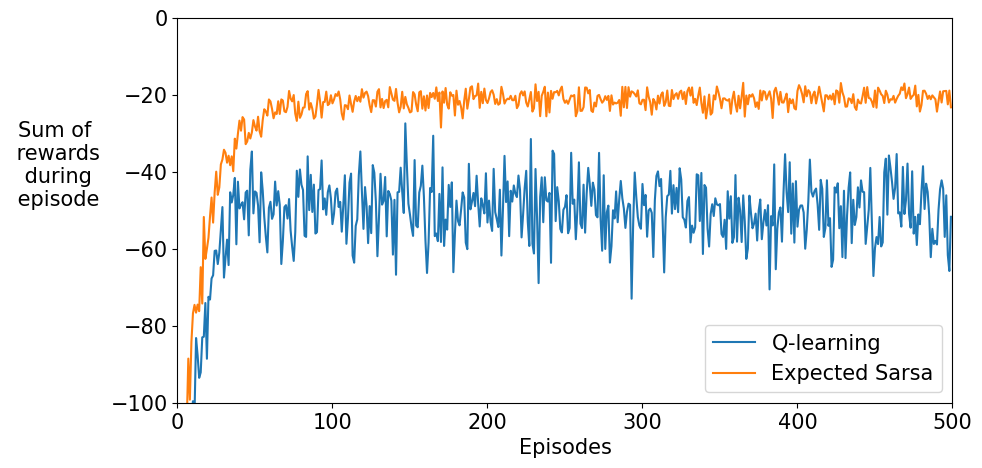 0
−20
−40
−60
−80
−100
Sum of
rewards
during
episode
Q-learning
Expected Sarsa
0 100 200 300 400 500
Episodes